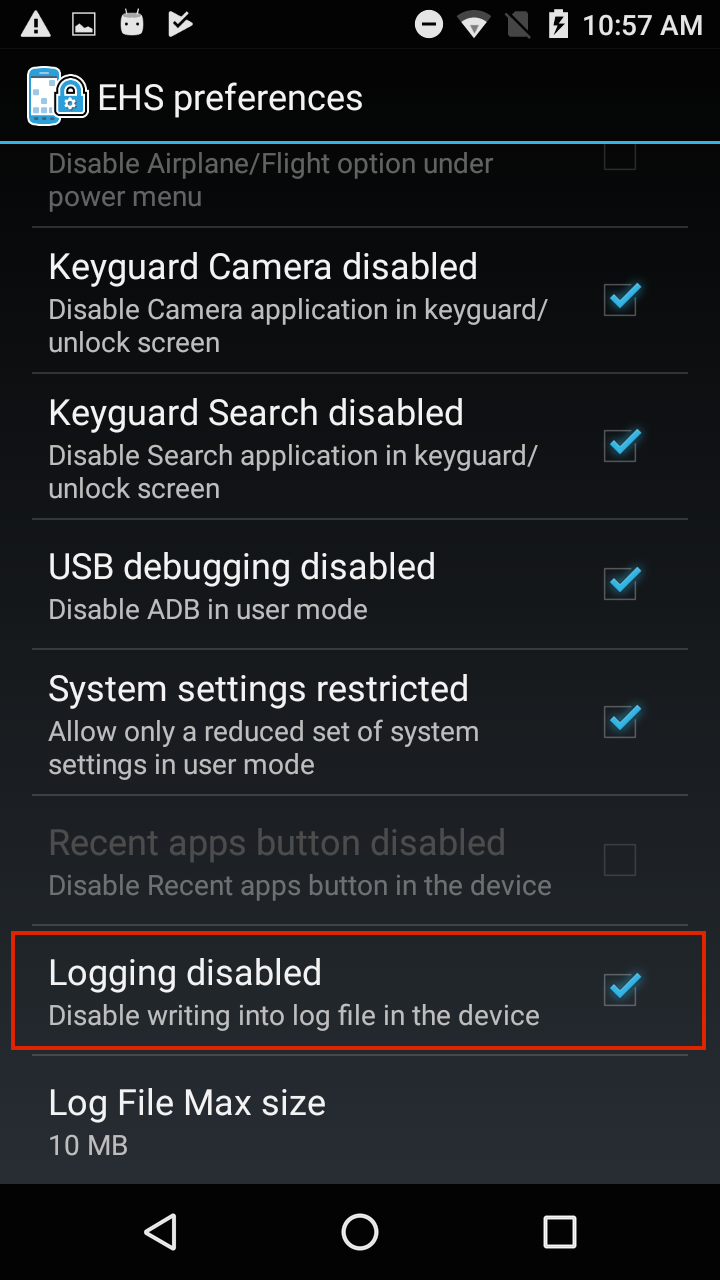 10:57 AM
EHS preferences
Disable Airplane/Flight option under
power menu
Keyguard Camera disabled
Disable Camera application in keyguard/
unlock screen
Keyguard Search disabled
Disable Search application in keyguard/
unlock screen
USB debugging disabled
Disable ADB in user mode
System settings restricted
Allow only a reduced set of system
settings in user mode
Recent apps button disabled
Disable Recent apps button in the device
Logging disabled
Disable writing into log file in the device
Log File Max size
10 MB